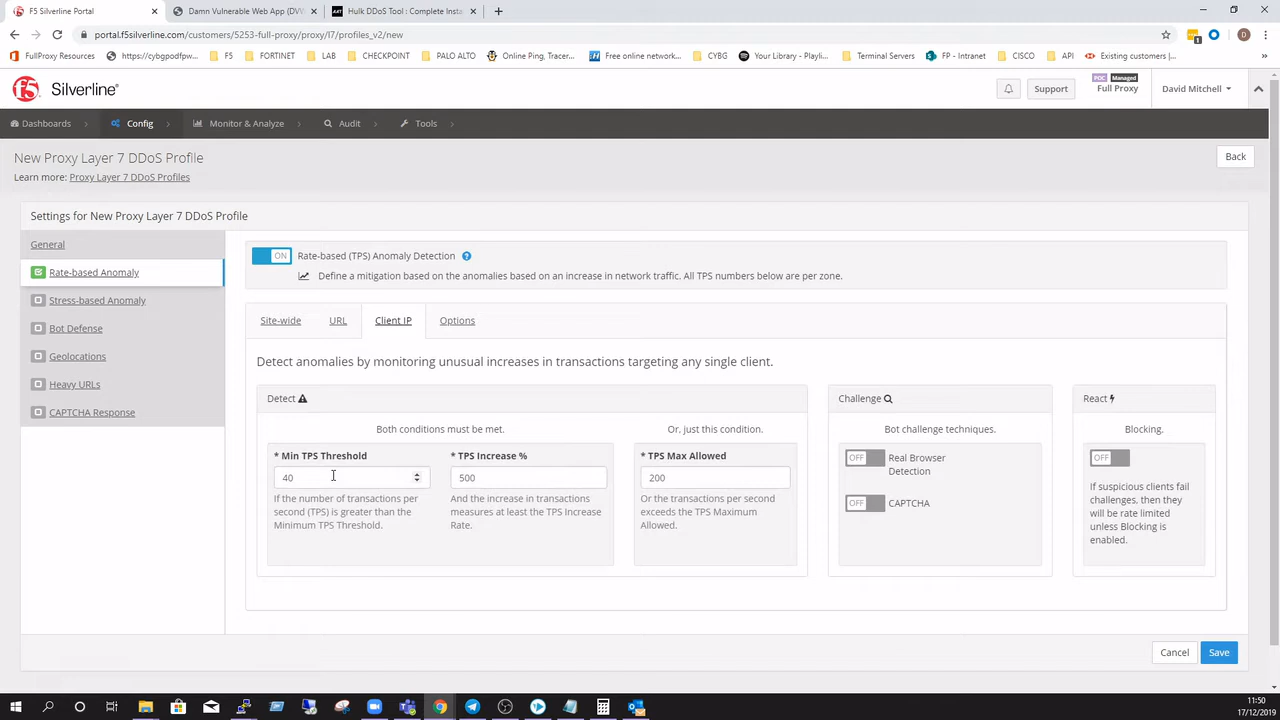 F5 Silverline Portal
Damn Vulnerable Web App (DVW
Hulk DDoS Tool : Complete Insta
portal.f5silverline.com/customers/5253-full-proxy/proxy/l7/profiles_v2/new
FullProxy Resources
https://cybgpodfpw...
F5
FORTINET
LAB
CHECKPOINT
PALO ALTO
Online Ping, Tracer...
Free online networ...
CYBG
Your Library - Playli...
Terminal Servers
FP - Intranet
CISCO
API
Existing customers |...
»
f5 Silverline
Support
POC Managed
Full Proxy
David Mitchell
Dashboards
Config
Monitor & Analyze
Audit
Tools
New Proxy Layer 7 DDoS Profile
Back
Learn more: Proxy Layer 7 DDoS Profiles
Settings for New Proxy Layer 7 DDoS Profile
General
Rate-based Anomaly
Stress-based Anomaly
Bot Defense
Geolocations
Heavy URLs
CAPTCHA Response
ON Rate-based (TPS) Anomaly Detection ?
Define a mitigation based on the anomalies based on an increase in network traffic. All TPS numbers below are per zone.
Site-wide
URL
Client IP
Options
Detect anomalies by monitoring unusual increases in transactions targeting any single client.
Detect
Both conditions must be met.
* Min TPS Threshold
40
If the number of transactions per
second (TPS) is greater than the
Minimum TPS Threshold.
* TPS Increase %
500
And the increase in transactions
measures at least the TPS Increase
Rate.
Or, just this condition.
* TPS Max Allowed
200
Or the transactions per second
exceeds the TPS Maximum
Allowed.
Challenge
Bot challenge techniques.
OFF Real Browser
Detection
OFF CAPTCHA
React
Blocking.
OFF
If suspicious clients fail
challenges, then they
will be rate limited
unless Blocking is
enabled.
Cancel
Save
11:50
17/12/2019